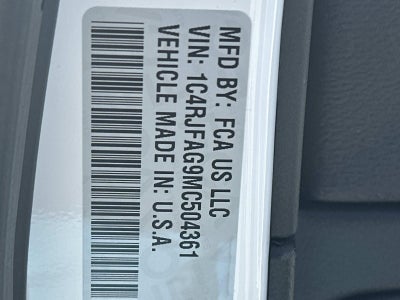 MFD BY: FCA US LLC
VIN: 1C4RJFAG9MC504361
VEHICLE MADE IN: U.S.A.